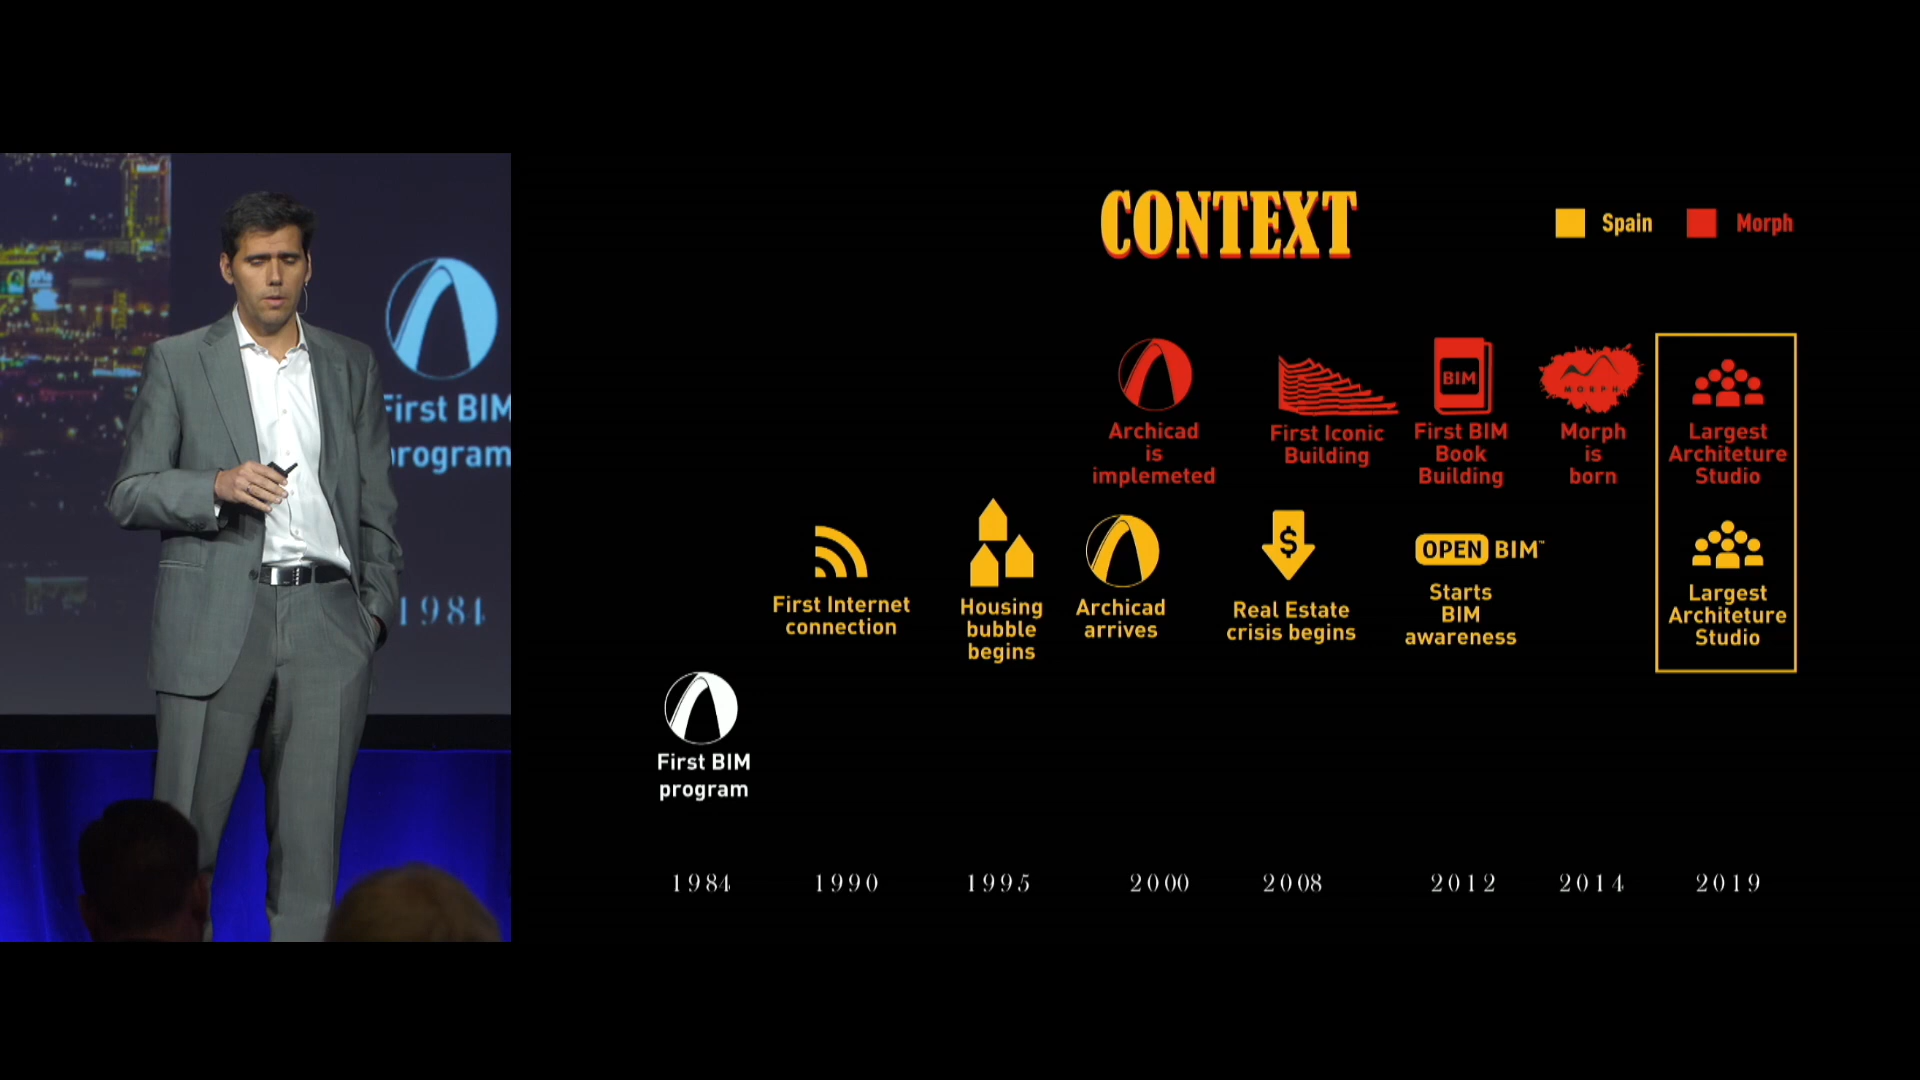 First BIM
program
1984
CONTEXT
Spain
Morph
Archicad
is
implemeted
First Iconic
Building
BIM
First BIM
Book
Building
MORPH
Morph
is
born
Largest
Architeture
Studio
First Internet
connection
Housing
bubble
begins
Archicad
arrives
$
Real Estate
crisis begins
OPEN BIM™
Starts
BIM
awareness
Largest
Architeture
Studio
First BIM
program
1984
1990
1995
2000
2008
2012
2014
2019